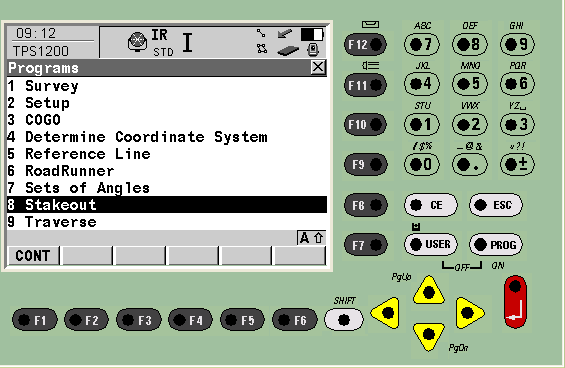 09:12
TPS1200
IR
STD
I
Programs
1 Survey
2 Setup
3 COGO
4 Determine Coordinate System
5 Reference Line
6 RoadRunner
7 Sets of Angles
8 Stakeout
9 Traverse
A
CONT
F12
ABC
DEF
GHI
7
8
9
F11
JKL
MNO
PQR
4
5
6
F10
STU
VWX
YZ
1
2
3
F9
/$%
_@&
*?!
0
.
±
F8
CE
ESC
F7
USER
PROG
OFF
ON
PgUp
F1
F2
F3
F4
F5
F6
SHIFT
PgDn